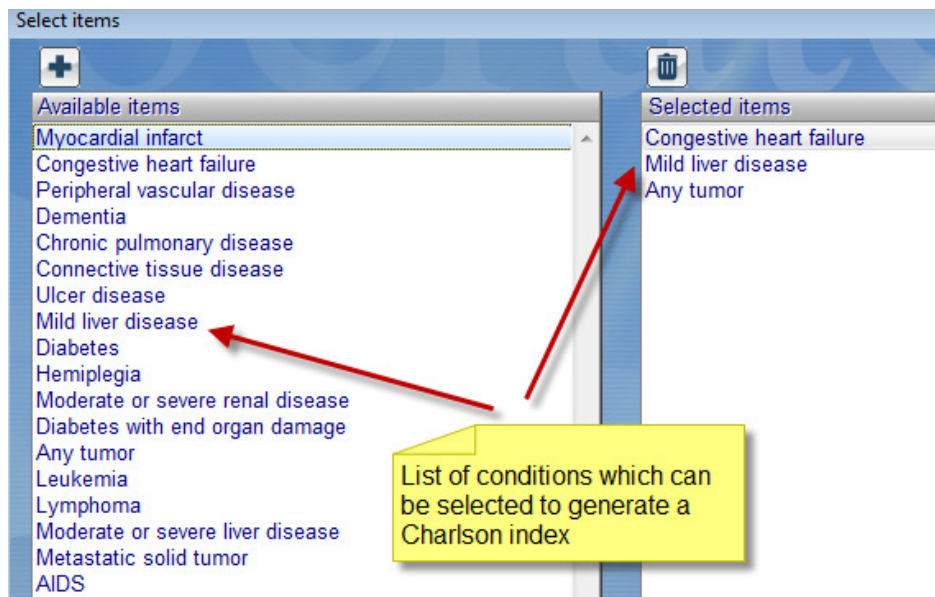 Select items
Available items
Myocardial infarct
Congestive heart failure
Peripheral vascular disease
Dementia
Chronic pulmonary disease
Connective tissue disease
Ulcer disease
Mild liver disease
Diabetes
Hemiplegia
Moderate or severe renal disease
Diabetes with end organ damage
Any tumor
Leukemia
Lymphoma
Moderate or severe liver disease
Metastatic solid tumor
AIDS
Selected items
Congestive heart failure
Mild liver disease
Any tumor
List of conditions which can
be selected to generate a
Charlson index